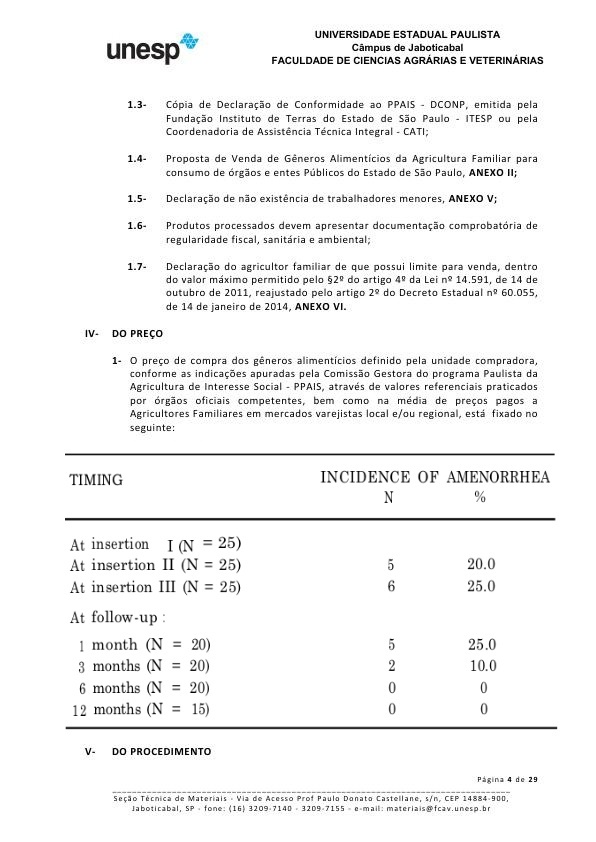 unesp
UNIVERSIDADE ESTADUAL PAULISTA
Câmpus de Jaboticabal
FACULDADE DE CIENCIAS AGRÁRIAS E VETERINÁRIAS
1.3- Cópia de Declaração de Conformidade ao PPAIS - DCONP, emitida pela
Fundação Instituto de Terras do Estado de São Paulo - ITESP ou pela
Coordenadoria de Assistência Técnica Integral - CATI;
1.4- Proposta de Venda de Gêneros Alimentícios da Agricultura Familiar para
consumo de órgãos e entes Públicos do Estado de São Paulo, ANEXO II;
1.5- Declaração de não existência de trabalhadores menores, ANEXO V;
1.6- Produtos processados devem apresentar documentação comprobatória de
regularidade fiscal, sanitária e ambiental;
1.7- Declaração do agricultor familiar de que possui limite para venda, dentro
do valor máximo permitido pelo §2º do artigo 4º da Lei nº 14.591, de 14 de
outubro de 2011, reajustado pelo artigo 2º do Decreto Estadual nº 60.055,
de 14 de janeiro de 2014, ANEXO VI.
IV- DO PREÇO
1- O preço de compra dos gêneros alimentícios definido pela unidade compradora,
conforme as indicações apuradas pela Comissão Gestora do programa Paulista da
Agricultura de Interesse Social - PPAIS, através de valores referenciais praticados
por órgãos oficiais competentes, bem como na média de preços pagos a
Agricultores Familiares em mercados varejistas local e/ou regional, está fixado no
seguinte:
TIMING INCIDENCE OF AMENORRHEA
N %
At insertion I (N = 25)
At insertion II (N = 25) 5 20.0
At insertion III (N = 25) 6 25.0
At follow-up :
1 month (N = 20) 5 25.0
3 months (N = 20) 2 10.0
6 months (N = 20) 0 0
12 months (N = 15) 0 0
V- DO PROCEDIMENTO
Página 4 de 29
Seção Técnica de Materiais - Via de Acesso Prof Paulo Donato Castellane, s/n, CEP 14884-900,
Jaboticabal, SP - fone: (16) 3209-7140 - 3209-7155 - e-mail: materiais@fcav.unesp.br